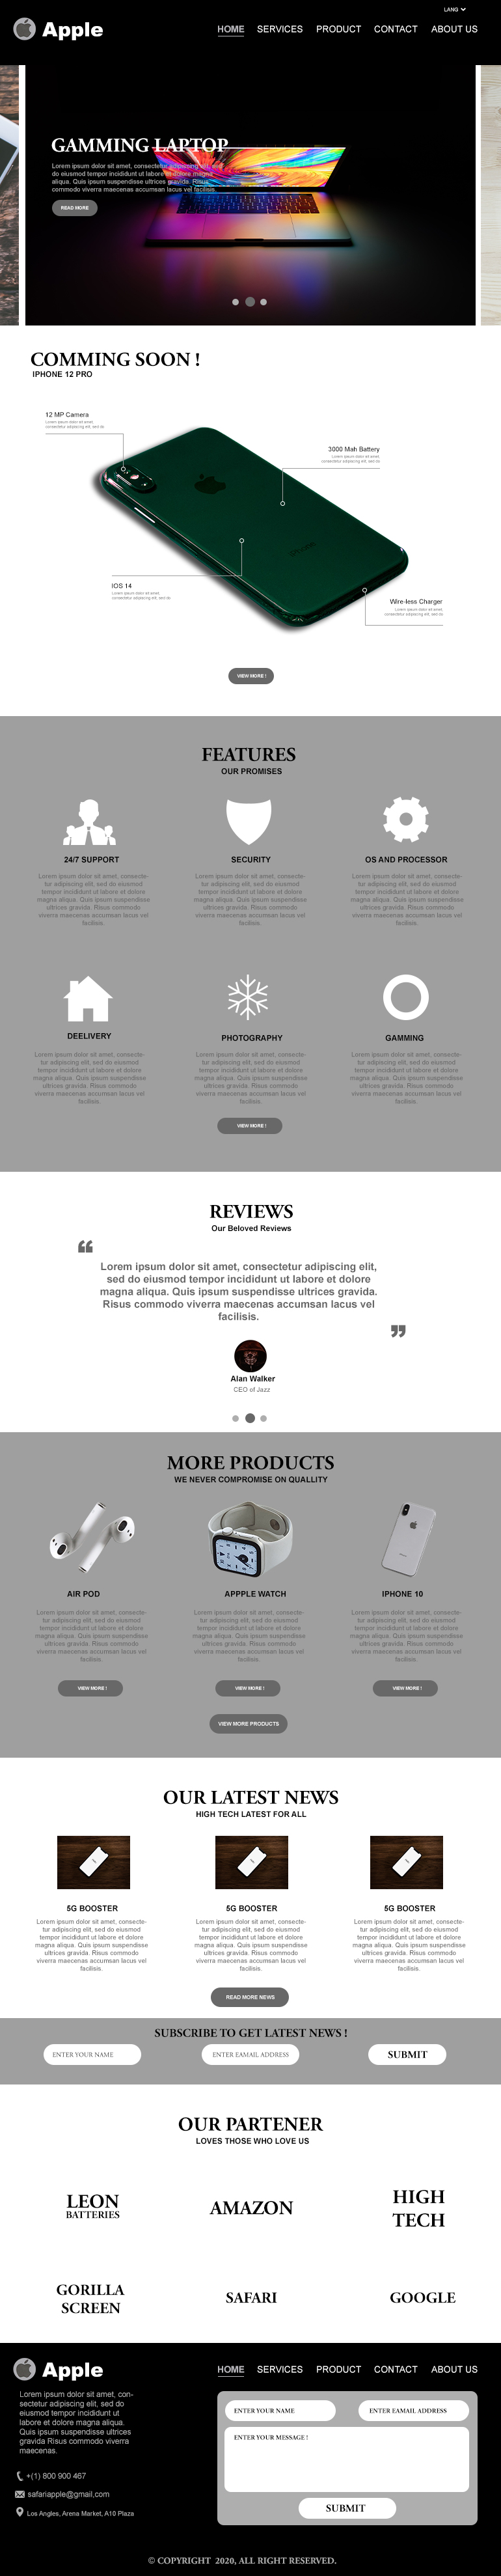 LANG
Apple
HOME SERVICES PRODUCT CONTACT ABOUT US
GAMMING LAPTOP
Lorem ipsum dolor sit amet, consectetur adipiscing elit, sed
do eiusmod tempor incididunt ut labore et dolore magna
aliqua. Quis ipsum suspendisse ultrices gravida. Risus
commodo viverra maecenas accumsan lacus vel facilisis.
READ MORE
COMMING SOON !
IPHONE 12 PRO
12 MP Camera
Lorem ipsum dolor sit amet,
consectetur adipiscing elit, sed do
3000 Mah Battery
Lorem ipsum dolor sit amet,
consectetur adipiscing elit, sed do
IOS 14
Lorem ipsum dolor sit amet,
consectetur adipiscing elit, sed do
Wire-less Charger
Lorem ipsum dolor sit amet,
consectetur adipiscing elit, sed do
VIEW MORE !
FEATURES
OUR PROMISES
24/7 SUPPORT
Lorem ipsum dolor sit amet, consecte-
tur adipiscing elit, sed do eiusmod
tempor incididunt ut labore et dolore
magna aliqua. Quis ipsum suspendisse
ultrices gravida. Risus commodo
viverra maecenas accumsan lacus vel
facilisis.
SECURITY
Lorem ipsum dolor sit amet, consecte-
tur adipiscing elit, sed do eiusmod
tempor incididunt ut labore et dolore
magna aliqua. Quis ipsum suspendisse
ultrices gravida. Risus commodo
viverra maecenas accumsan lacus vel
facilisis.
OS AND PROCESSOR
Lorem ipsum dolor sit amet, consecte-
tur adipiscing elit, sed do eiusmod
tempor incididunt ut labore et dolore
magna aliqua. Quis ipsum suspendisse
ultrices gravida. Risus commodo
viverra maecenas accumsan lacus vel
facilisis.
DEELIVERY
Lorem ipsum dolor sit amet, consecte-
tur adipiscing elit, sed do eiusmod
tempor incididunt ut labore et dolore
magna aliqua. Quis ipsum suspendisse
ultrices gravida. Risus commodo
viverra maecenas accumsan lacus vel
facilisis.
PHOTOGRAPHY
Lorem ipsum dolor sit amet, consecte-
tur adipiscing elit, sed do eiusmod
tempor incididunt ut labore et dolore
magna aliqua. Quis ipsum suspendisse
ultrices gravida. Risus commodo
viverra maecenas accumsan lacus vel
facilisis.
GAMMING
Lorem ipsum dolor sit amet, consecte-
tur adipiscing elit, sed do eiusmod
tempor incididunt ut labore et dolore
magna aliqua. Quis ipsum suspendisse
ultrices gravida. Risus commodo
viverra maecenas accumsan lacus vel
facilisis.
VIEW MORE !
REVIEWS
Our Beloved Reviews
“
Lorem ipsum dolor sit amet, consectetur adipiscing elit,
sed do eiusmod tempor incididunt ut labore et dolore
magna aliqua. Quis ipsum suspendisse ultrices gravida.
Risus commodo viverra maecenas accumsan lacus vel
facilisis.
”
Alan Walker
CEO of Jazz
MORE PRODUCTS
WE NEVER COMPROMISE ON QUALLITY
AIR POD
Lorem ipsum dolor sit amet, consecte-
tur adipiscing elit, sed do eiusmod
tempor incididunt ut labore et dolore
magna aliqua. Quis ipsum suspendisse
ultrices gravida. Risus commodo
viverra maecenas accumsan lacus vel
facilisis.
VIEW MORE !
APPPLE WATCH
Lorem ipsum dolor sit amet, consecte-
tur adipiscing elit, sed do eiusmod
tempor incididunt ut labore et dolore
magna aliqua. Quis ipsum suspendisse
ultrices gravida. Risus commodo
viverra maecenas accumsan lacus vel
facilisis.
VIEW MORE !
IPHONE 10
Lorem ipsum dolor sit amet, consecte-
tur adipiscing elit, sed do eiusmod
tempor incididunt ut labore et dolore
magna aliqua. Quis ipsum suspendisse
ultrices gravida. Risus commodo
viverra maecenas accumsan lacus vel
facilisis.
VIEW MORE !
VIEW MORE PRODUCTS
OUR LATEST NEWS
HIGH TECH LATEST FOR ALL
5G BOOSTER
Lorem ipsum dolor sit amet, consecte-
tur adipiscing elit, sed do eiusmod
tempor incididunt ut labore et dolore
magna aliqua. Quis ipsum suspendisse
ultrices gravida. Risus commodo
viverra maecenas accumsan lacus vel
facilisis.
5G BOOSTER
Lorem ipsum dolor sit amet, consecte-
tur adipiscing elit, sed do eiusmod
tempor incididunt ut labore et dolore
magna aliqua. Quis ipsum suspendisse
ultrices gravida. Risus commodo
viverra maecenas accumsan lacus vel
facilisis.
5G BOOSTER
Lorem ipsum dolor sit amet, consecte-
tur adipiscing elit, sed do eiusmod
tempor incididunt ut labore et dolore
magna aliqua. Quis ipsum suspendisse
ultrices gravida. Risus commodo
viverra maecenas accumsan lacus vel
facilisis.
READ MORE NEWS
SUBSCRIBE TO GET LATEST NEWS !
ENTER YOUR NAME
ENTER EAMAIL ADDRESS
SUBMIT
OUR PARTENER
LOVES THOSE WHO LOVE US
LEON
BATTERIES
AMAZON
HIGH
TECH
GORILLA
SCREEN
SAFARI
GOOGLE
Apple
HOME SERVICES PRODUCT CONTACT ABOUT US
Lorem ipsum dolor sit amet, con-
sectetur adipiscing elit, sed do
eiusmod tempor incididunt ut
labore et dolore magna aliqua.
Quis ipsum suspendisse ultrices
gravida Risus commodo viverra
maecenas.
+(1) 800 900 467
safariapple@gmail,com
Los Angles, Arena Market, A10 Plaza
ENTER YOUR NAME
ENTER EAMAIL ADDRESS
ENTER YOUR MESSAGE !
SUBMIT
© COPYRIGHT 2020, ALL RIGHT RESERVED.